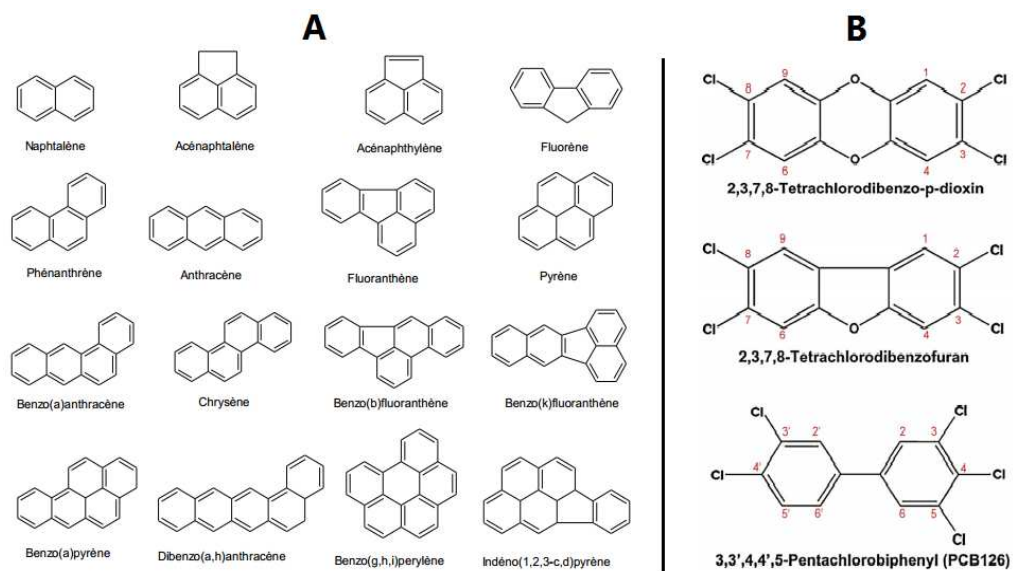 A
Naphtalène
Acénaphtalène
Acénaphthylène
Fluorène
Phénanthrène
Anthracène
Fluoranthène
Pyrène
Benzo(a)anthracène
Chrysène
Benzo(b)fluoranthène
Benzo(k)fluoranthène
Benzo(a)pyrène
Dibenzo(a,h)anthracène
Benzo(g,h,i)perylène
Indéno(1,2,3-c,d)pyrène
B
Cl 9 O 1 Cl
8 2
7 3
Cl 6 O 4 Cl
2,3,7,8-Tetrachlorodibenzo-p-dioxin
Cl 9 1 Cl
8 2
7 3
Cl 6 O 4 Cl
2,3,7,8-Tetrachlorodibenzofuran
Cl Cl
3' 2' 2 3
Cl 4' 4 Cl
5' 6' 6 5
Cl
3,3',4,4',5-Pentachlorobiphenyl (PCB126)